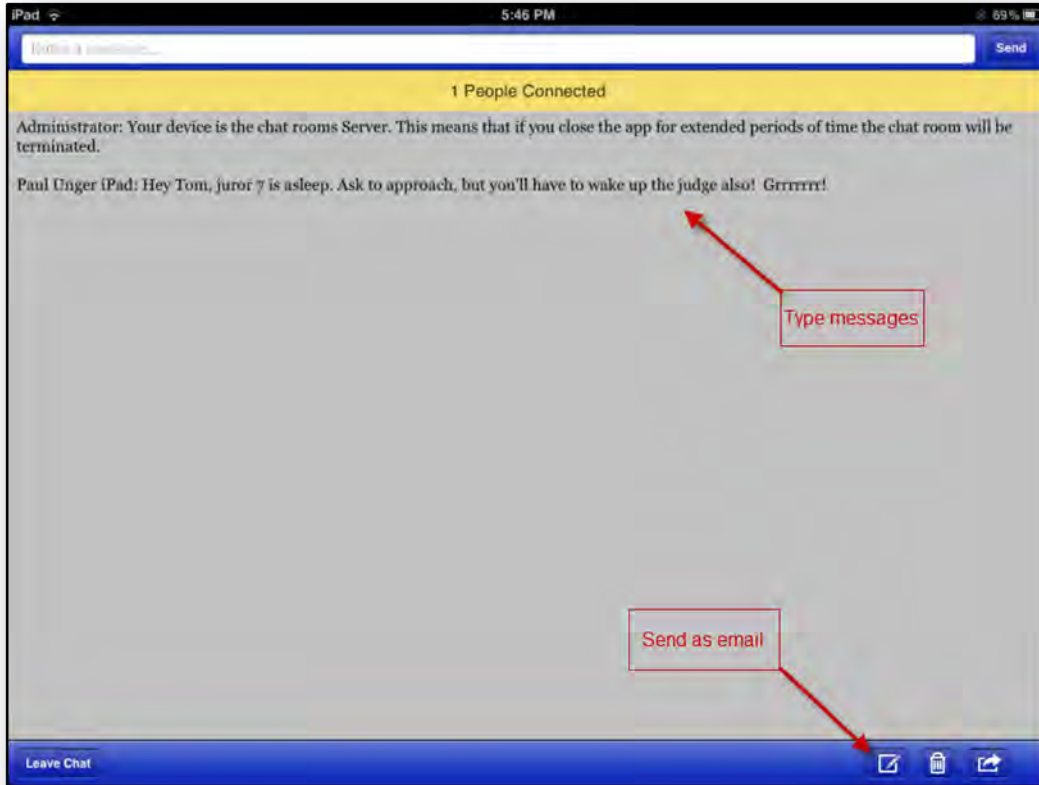 iPad 5:46 PM 69%
Enter a message...
Send
1 People Connected
Administrator: Your device is the chat rooms Server. This means that if you close the app for extended periods of time the chat room will be
terminated.
Paul Unger iPad: Hey Tom, juror 7 is asleep. Ask to approach, but you'll have to wake up the judge also!  Grrrrrr!
Type messages
Send as email
Leave Chat